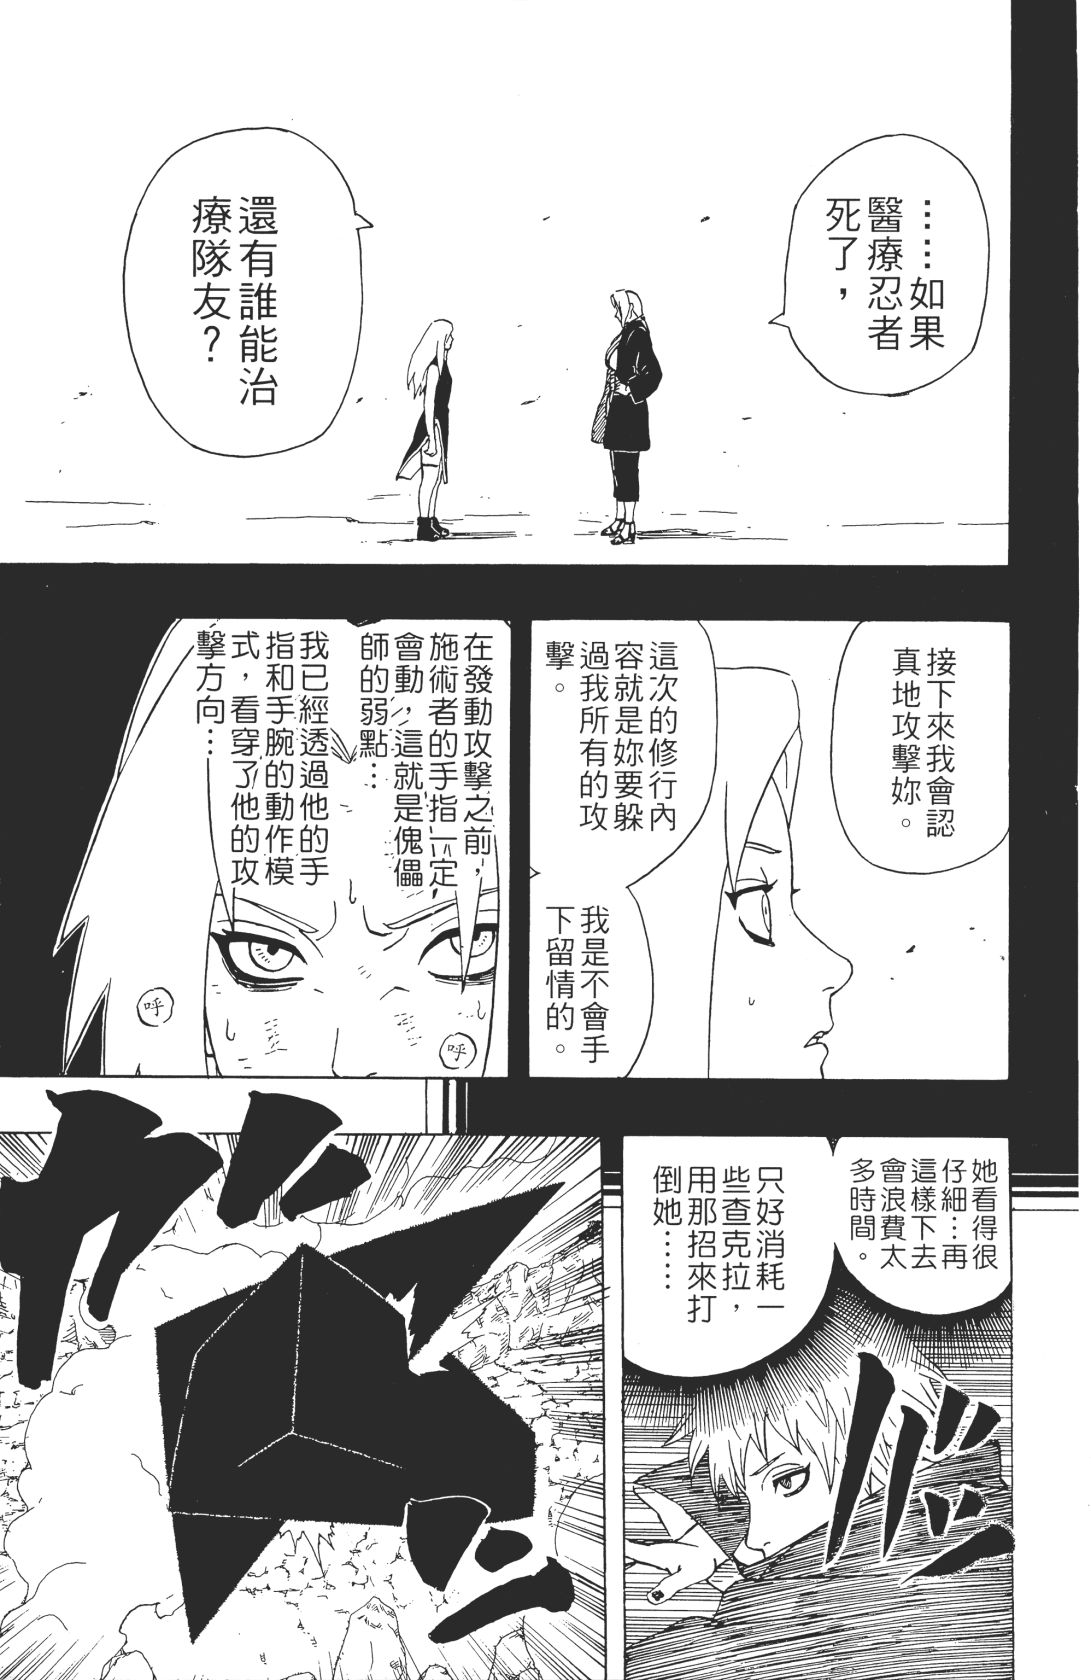 ……如果
醫療忍者
死了，
還有誰能治
療隊友？
接下來我會認
真地攻擊妳。
這次的修行內
容就是妳要躲
過我所有的攻
擊。
我是不會手
下留情的。
在發動攻擊之前，
施術者的手指一定
會動，這就是傀儡
師的弱點…
我已經透過他的手
指和手腕的動作模
式，看穿了他的攻
擊方向…
呼
呼
她看得很
仔細…再
這樣下去
會浪費太
多時間。
只好消耗一
些查克拉，
用那招來打
倒她……